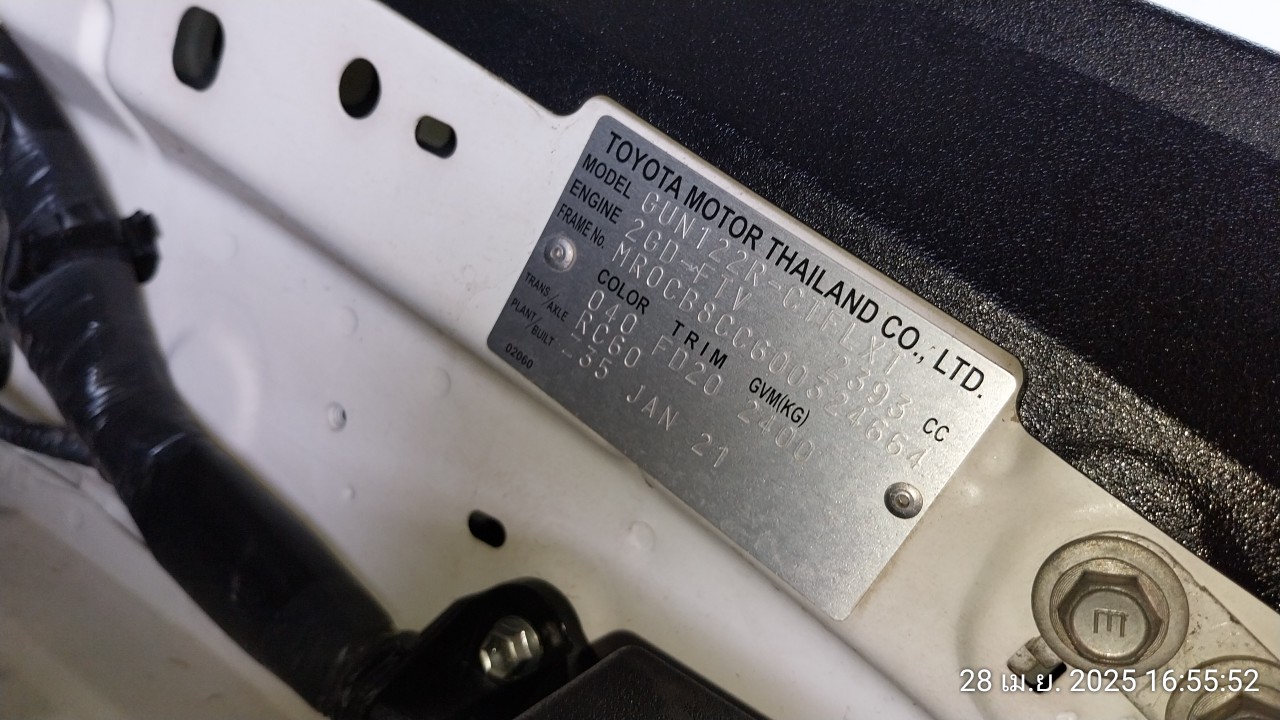 TOYOTA MOTOR THAILAND CO., LTD.
MODEL GUN122R-CTFLXT
ENGINE 2GD-FTV 2393 CC
FRAME No. MR0CB8CC600324664
COLOR TRIM GVM(KG)
040 FD20 2400
TRANS/AXLE RC60
PLANT/BUILT -35 JAN 21
02060
28 เม.ย. 2025 16:55:52